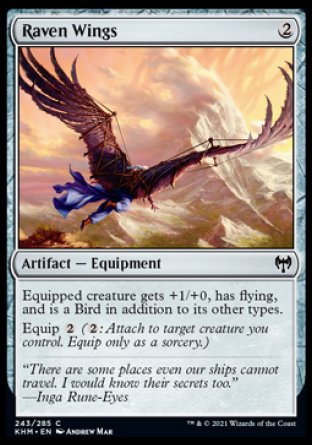 Raven Wings 2
Artifact — Equipment
Equipped creature gets +1/+0, has flying,
and is a Bird in addition to its other types.
Equip 2 (2: Attach to target creature you
control. Equip only as a sorcery.)
"There are some places even our ships cannot
travel. I would know their secrets too."
—Inga Rune-Eyes
243/285 C
KHM • EN Andrew Mar ™ & © 2021 Wizards of the Coast